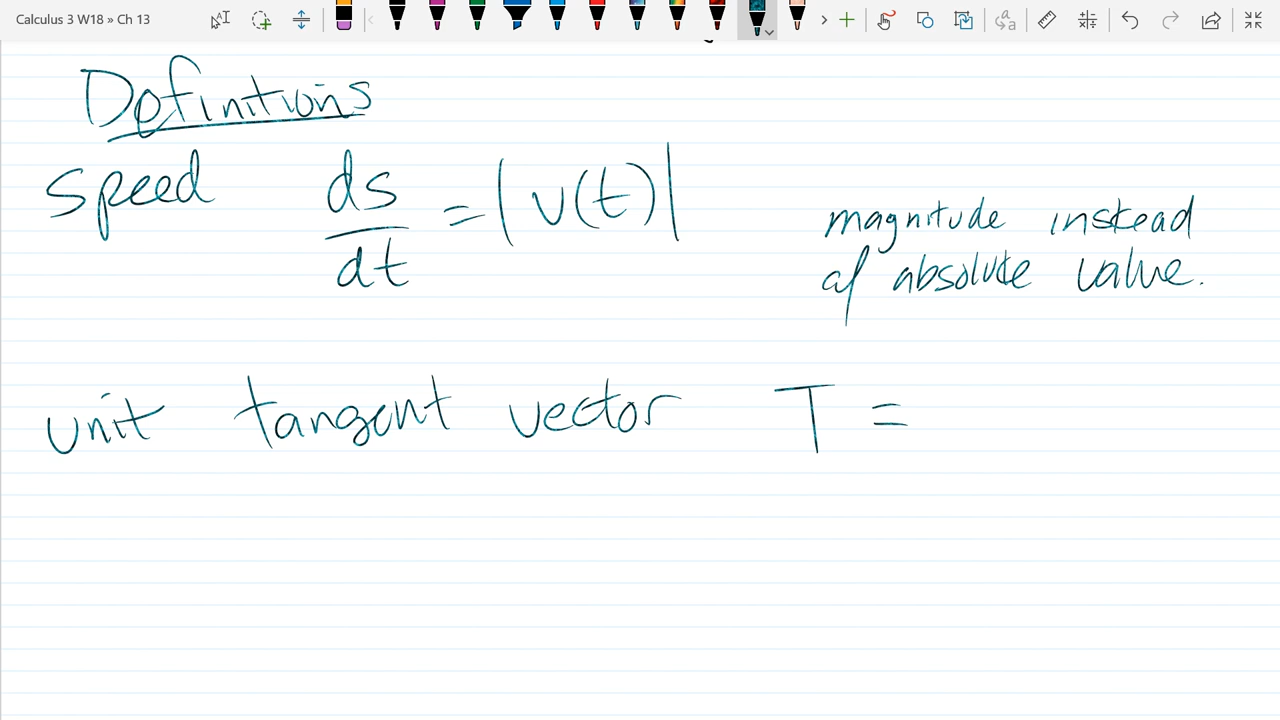 Calculus 3 W18 » Ch 13
Defintions
speed ds/dt = |v(t)|
magnitude instead
of absolute value.
unit tangent vector T =